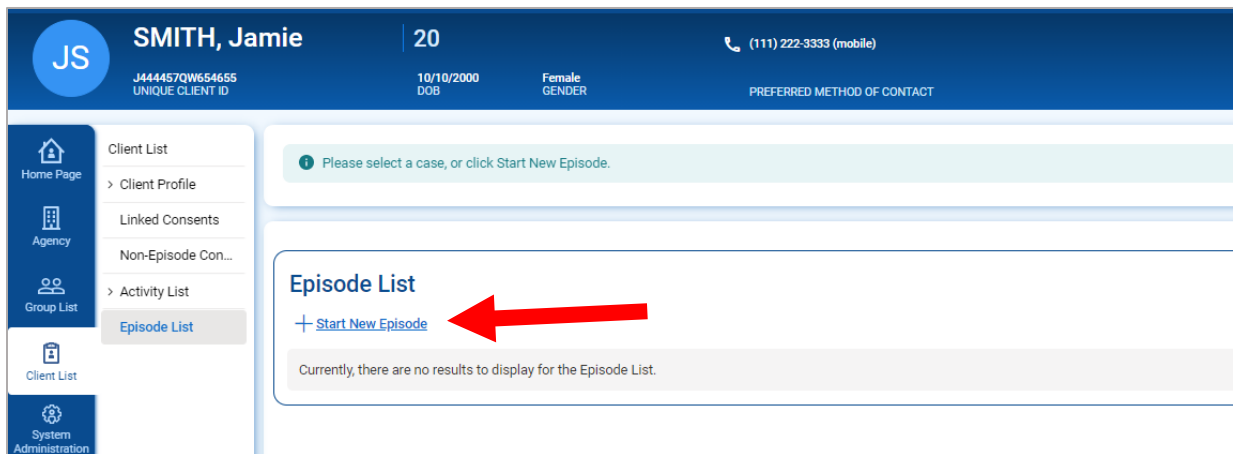 JS
SMITH, Jamie
20
(111) 222-3333 (mobile)
J444457QW654655
UNIQUE CLIENT ID
10/10/2000
DOB
Female
GENDER
PREFERRED METHOD OF CONTACT
Home Page
Agency
Group List
Client List
System
Administration
Client List
> Client Profile
Linked Consents
Non-Episode Con...
> Activity List
Episode List
Please select a case, or click Start New Episode.
Episode List
+ Start New Episode
Currently, there are no results to display for the Episode List.